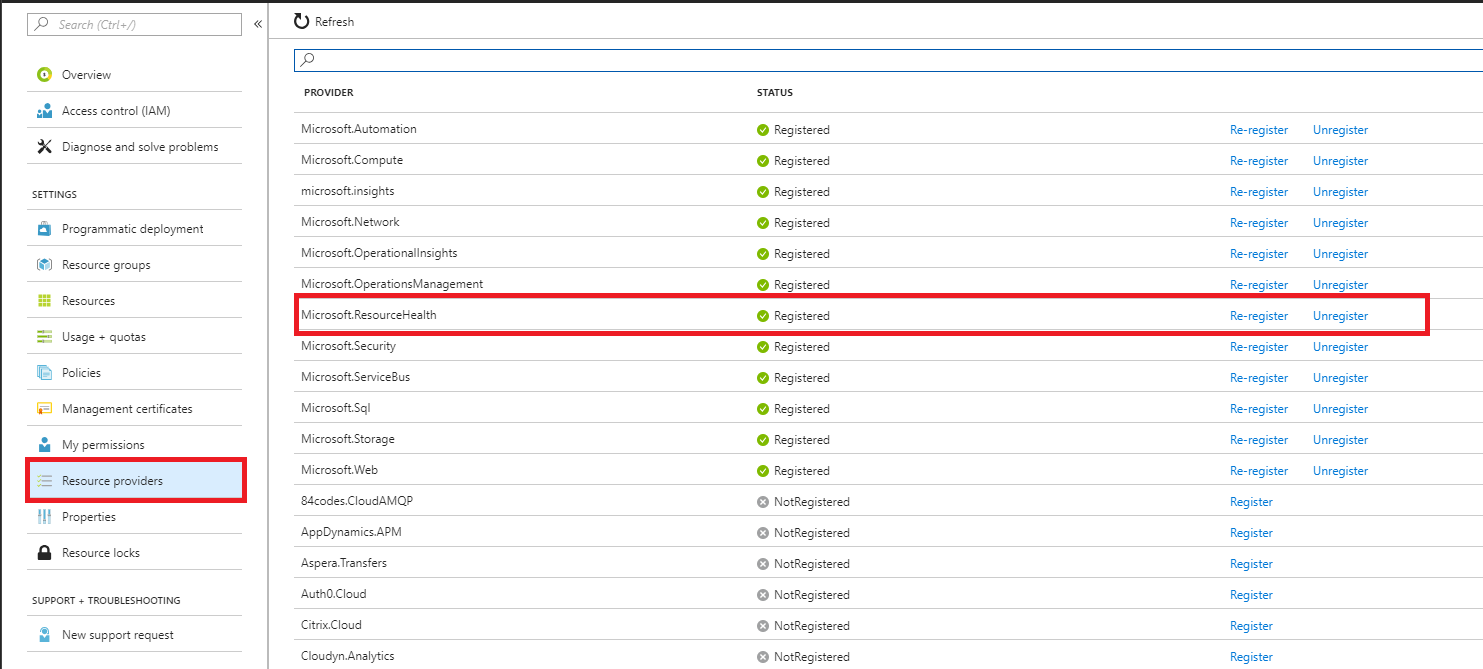 Search (Ctrl+/)
«
Overview
Access control (IAM)
Diagnose and solve problems
SETTINGS
Programmatic deployment
Resource groups
Resources
Usage + quotas
Policies
Management certificates
My permissions
Resource providers
Properties
Resource locks
SUPPORT + TROUBLESHOOTING
New support request
Refresh
PROVIDER STATUS
Microsoft.Automation Registered Re-register Unregister
Microsoft.Compute Registered Re-register Unregister
microsoft.insights Registered Re-register Unregister
Microsoft.Network Registered Re-register Unregister
Microsoft.OperationalInsights Registered Re-register Unregister
Microsoft.OperationsManagement Registered Re-register Unregister
Microsoft.ResourceHealth Registered Re-register Unregister
Microsoft.Security Registered Re-register Unregister
Microsoft.ServiceBus Registered Re-register Unregister
Microsoft.Sql Registered Re-register Unregister
Microsoft.Storage Registered Re-register Unregister
Microsoft.Web Registered Re-register Unregister
84codes.CloudAMQP NotRegistered Register
AppDynamics.APM NotRegistered Register
Aspera.Transfers NotRegistered Register
Auth0.Cloud NotRegistered Register
Citrix.Cloud NotRegistered Register
Cloudyn.Analytics NotRegistered Register